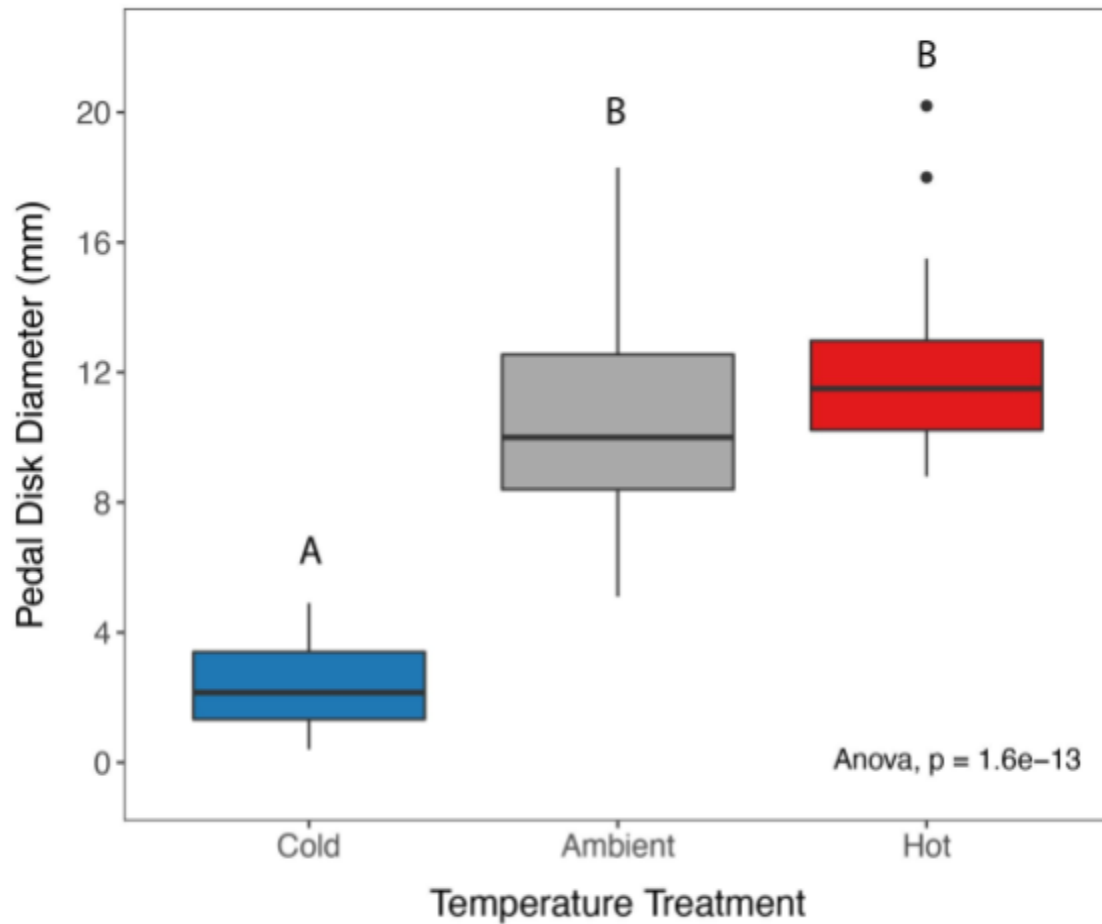 B
B
20
16
12
A
8
4
0
Anova, p = 1.6e−13
Cold
Ambient
Hot
Temperature Treatment
Pedal Disk Diameter (mm)